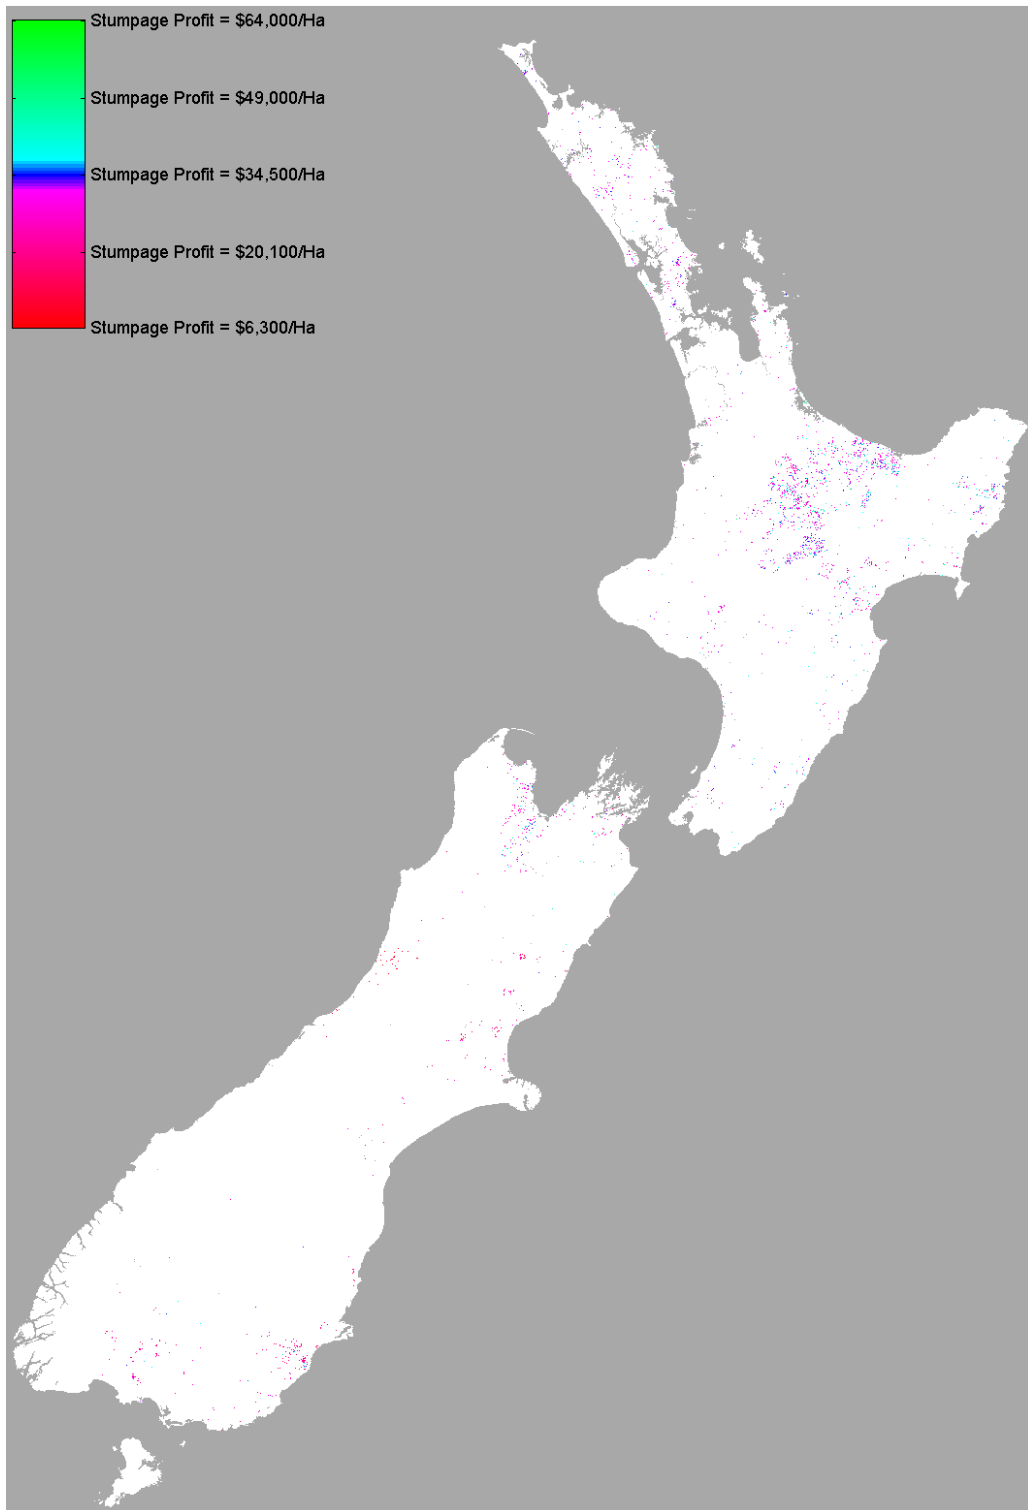 Stumpage Profit = $64,000/Ha
Stumpage Profit = $49,000/Ha
Stumpage Profit = $34,500/Ha
Stumpage Profit = $20,100/Ha
Stumpage Profit = $6,300/Ha